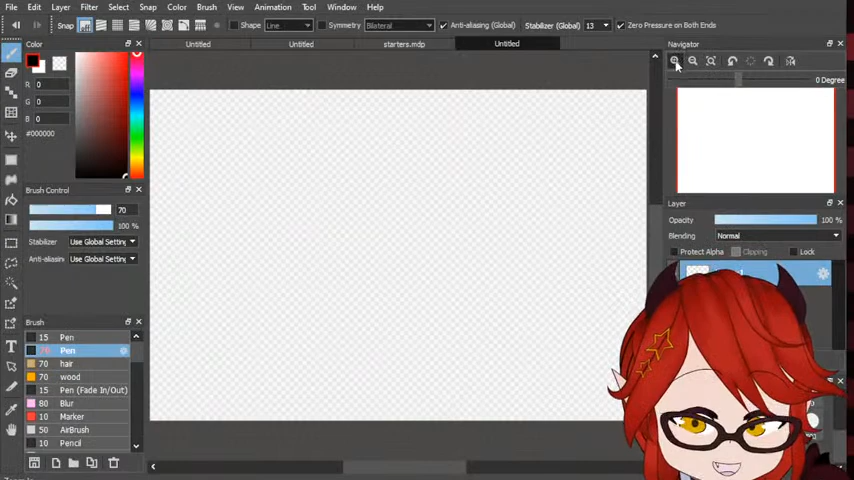 File Edit Layer Filter Select Snap Color Brush View Animation Tool Window Help
Snap Shape Line Symmetry Bilateral Anti-aliasing (Global) Stabilizer (Global) 13 Zero Pressure on Both Ends
Color
Untitled Untitled starters.mdp Untitled
Navigator
R 0
G 0
B 0
#000000
0 Degree
Brush Control
70
100 %
Stabilizer Use Global Setting
Anti-aliasin Use Global Setting
Layer
Opacity 100 %
Blending Normal
Protect Alpha Clipping Lock
Brush
15 Pen
Pen
70 hair
70 wood
15 Pen (Fade In/Out)
80 Blur
10 Marker
50 AirBrush
10 Pencil